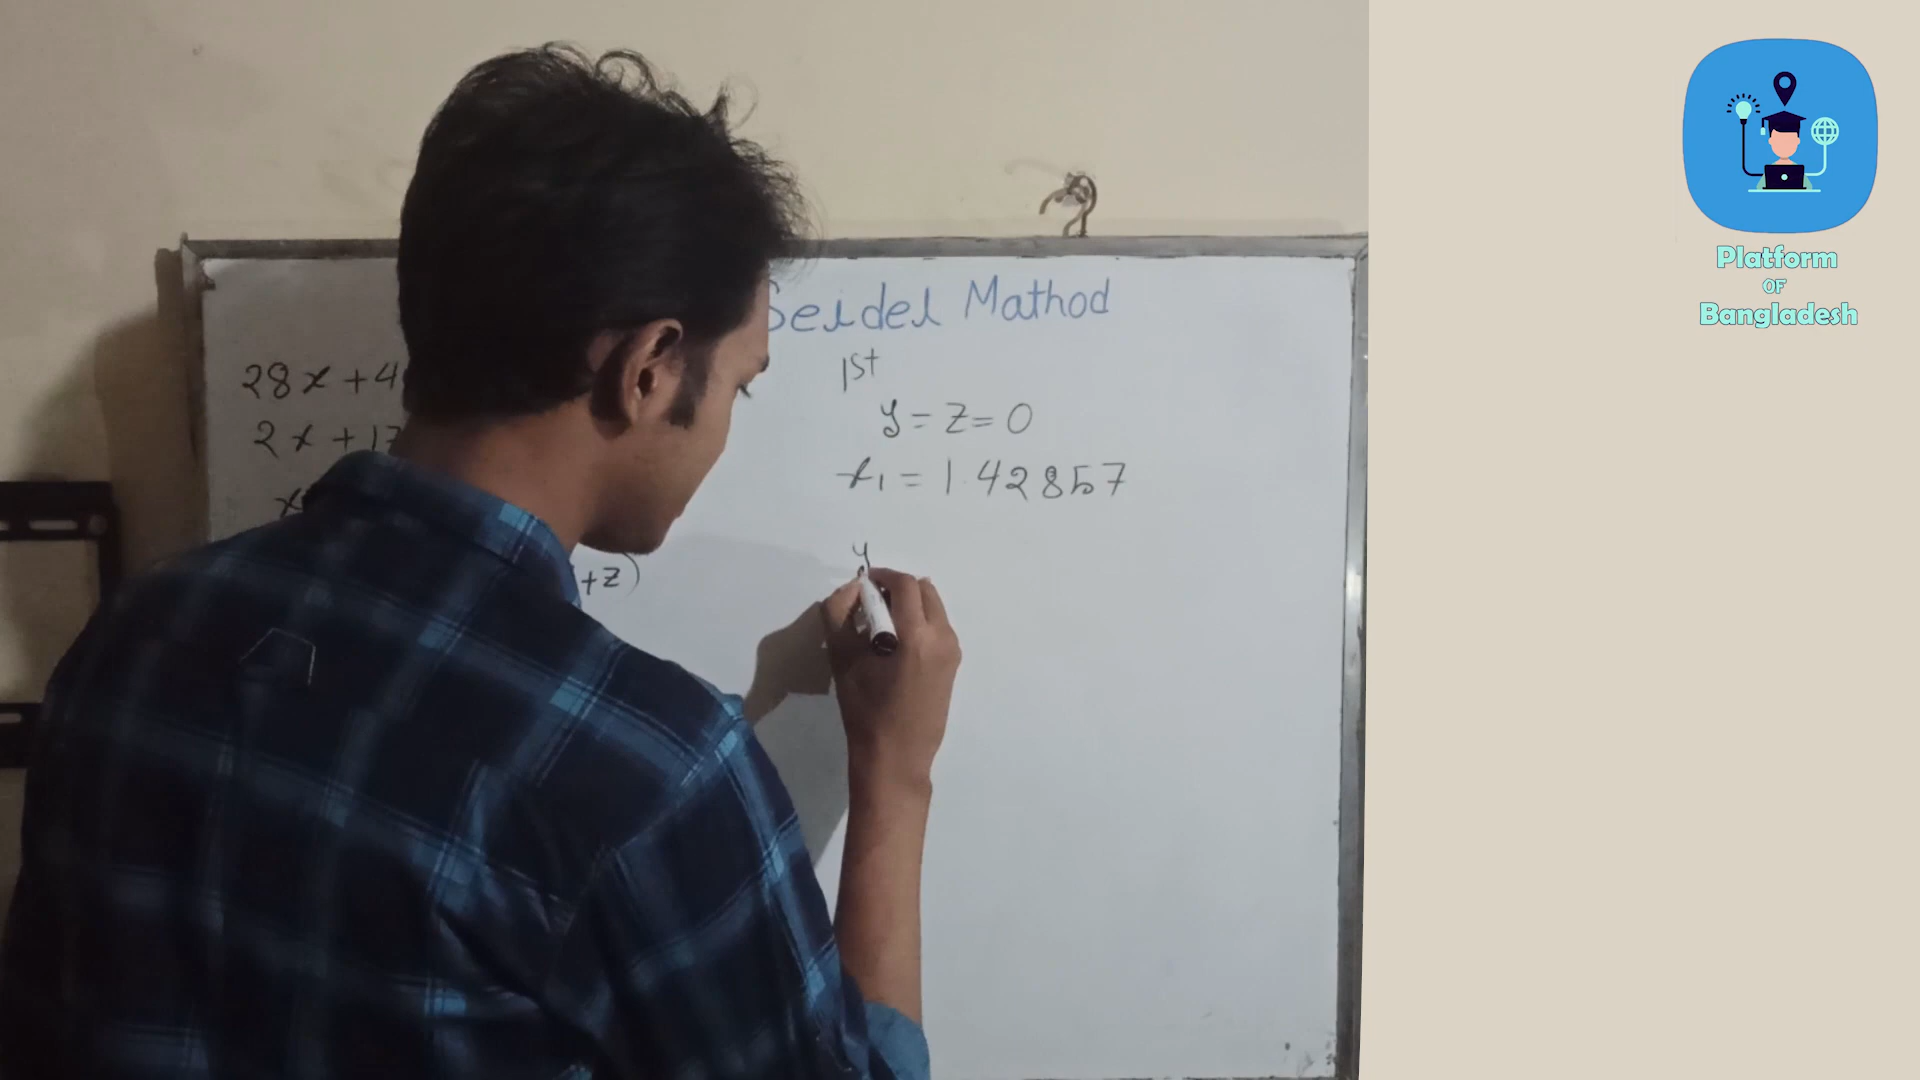 Seidel Mathod
28x + 4
2x + 17
x
+z)
1st
y = z = 0
x1 = 1.42857
y
Platform
OF
Bangladesh